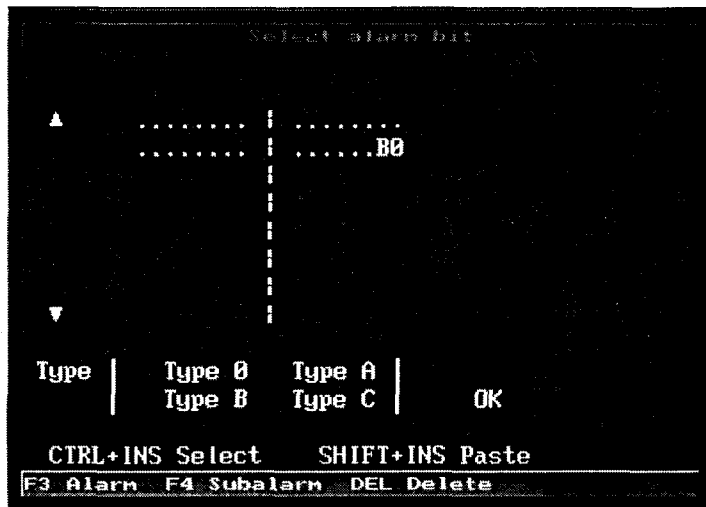 Select alarm bit
........ ¦ ........
........ ¦ ......B0
Type | Type 0 Type A |
Type B Type C | OK
CTRL+INS Select SHIFT+INS Paste
F3 Alarm F4 Subalarm DEL Delete